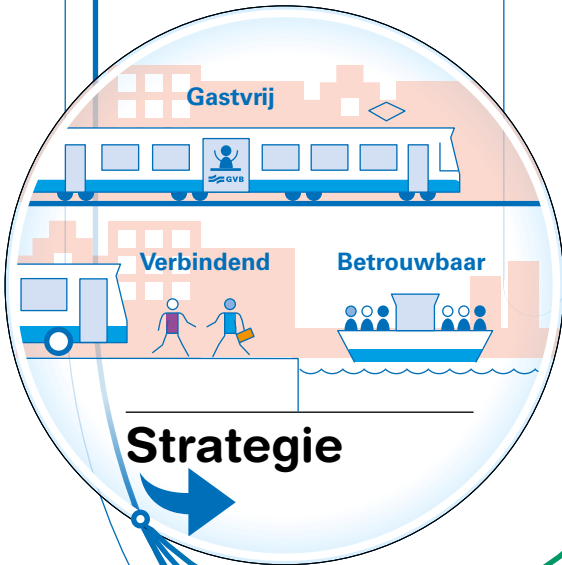 Gastvrij
GVB
Verbindend
Betrouwbaar
Strategie